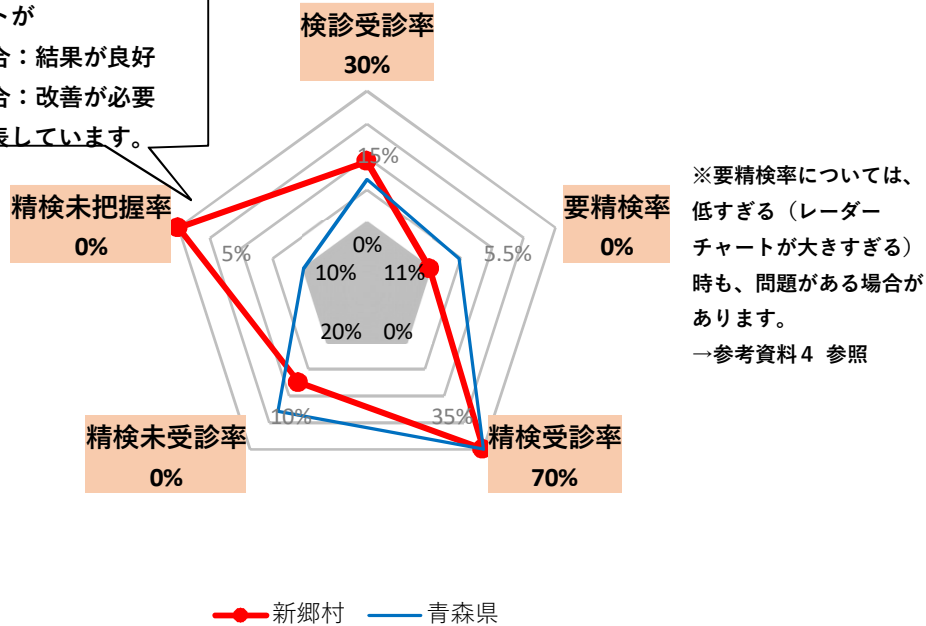 トが
合：結果が良好
合：改善が必要
表しています。
検診受診率
30%
15%
精検未把握率
0%
5%
要精検率
0%
5.5%
0%
10%
11%
20%
0%
精検未受診率
0%
10%
35%
精検受診率
70%
※要精検率については、
低すぎる（レーダー
チャートが大きすぎる）
時も、問題がある場合が
あります。
→参考資料４ 参照
新郷村
青森県